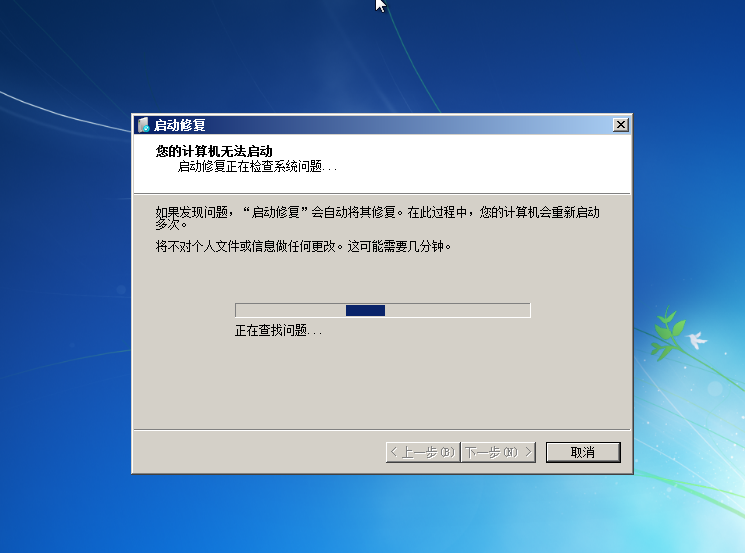 启动修复
您的计算机无法启动
启动修复正在检查系统问题...
如果发现问题，“启动修复”会自动将其修复。在此过程中，您的计算机会重新启动
多次。
将不对个人文件或信息做任何更改。这可能需要几分钟。
正在查找问题...
< 上一步(B) 下一步(N) > 取消